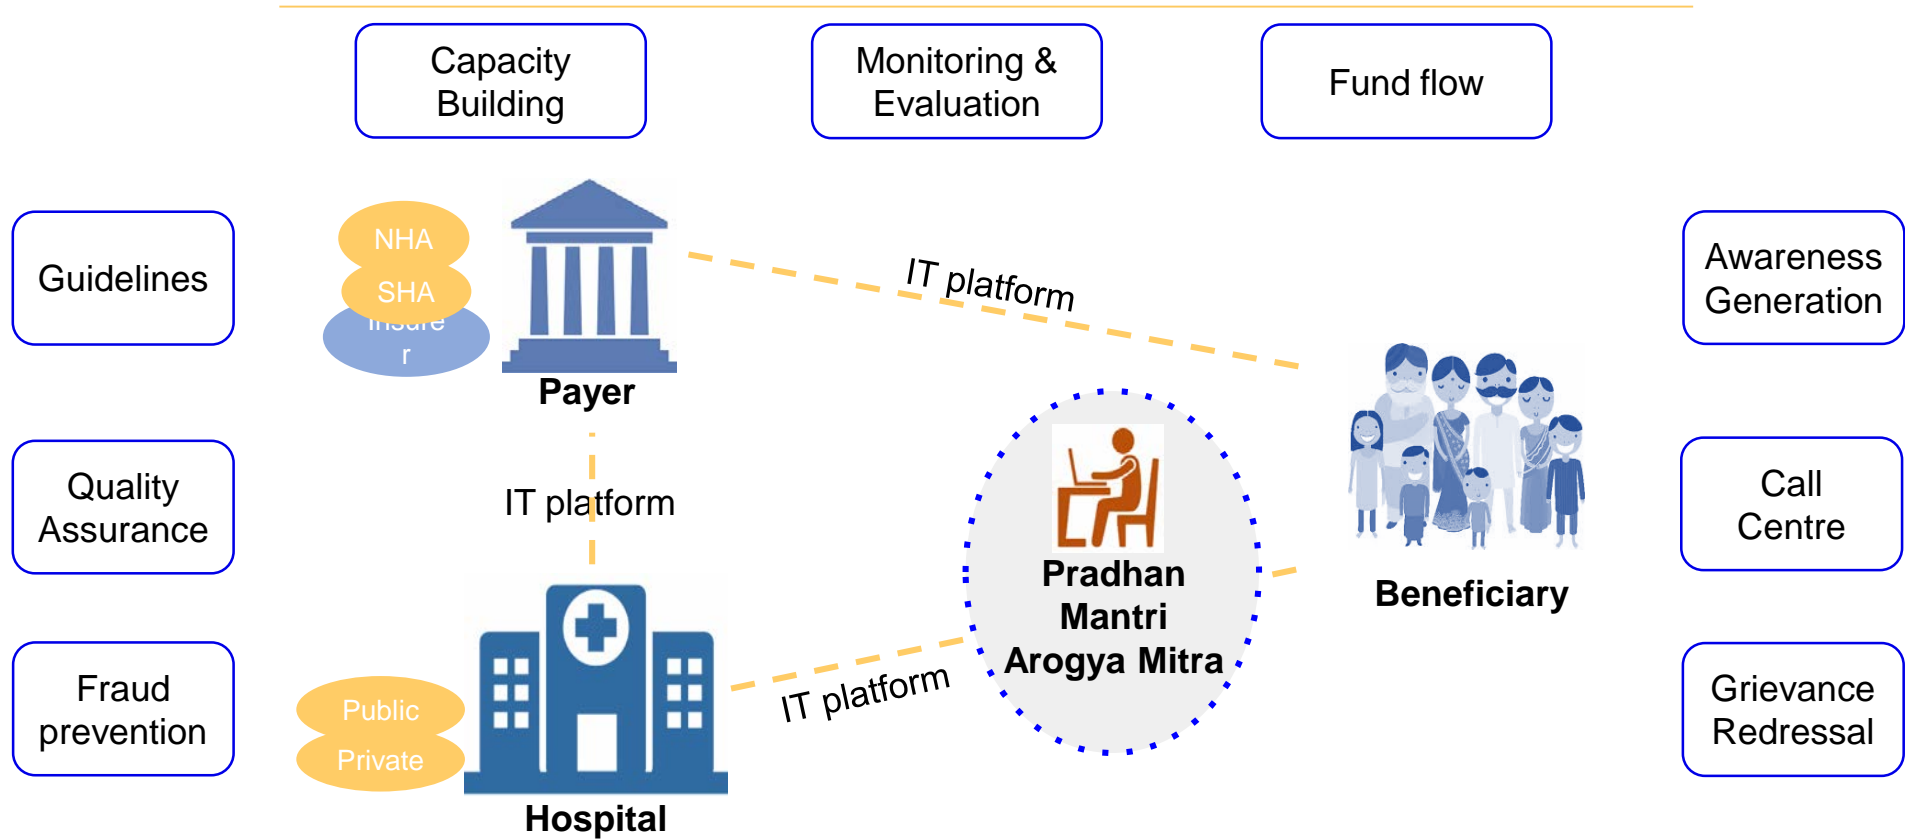 Capacity
Building
Monitoring &
Evaluation
Fund flow
Guidelines
NHA
SHA
Insure
r
Payer
IT platform
Awareness
Generation
Quality
Assurance
IT platform
Pradhan
Mantri
Arogya Mitra
Beneficiary
Call
Centre
Fraud
prevention
Public
Private
Hospital
IT platform
Grievance
Redressal